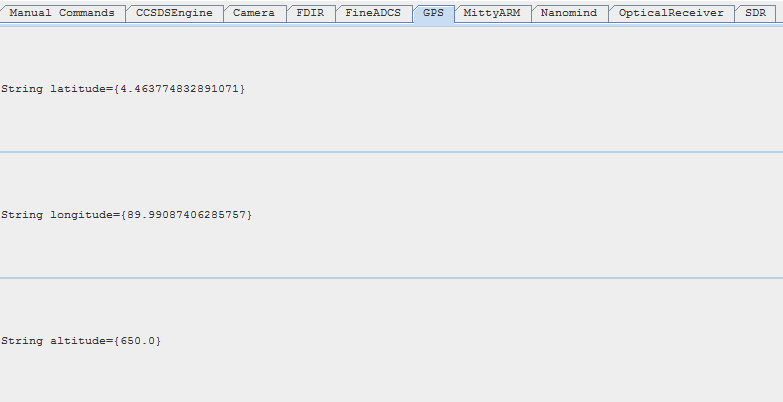 Manual Commands CCSDSEngine Camera FDIR FineADCS GPS MittyARM Nanomind OpticalReceiver SDR
String latitude={4.463774832891071}
String longitude={89.99087406285757}
String altitude={650.0}